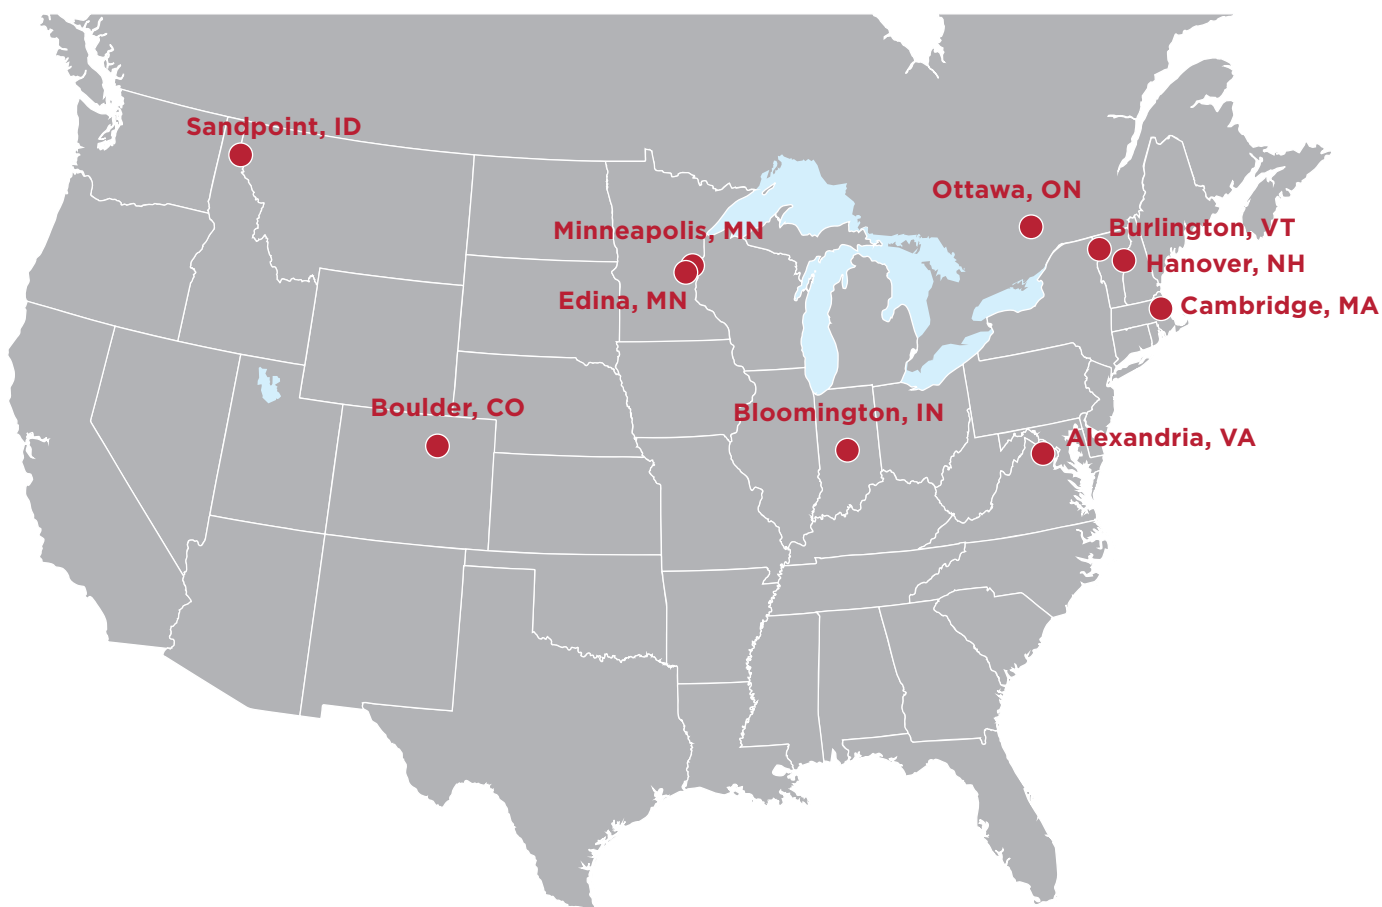 Sandpoint, ID
Ottawa, ON
Burlington, VT
Minneapolis, MN
Hanover, NH
Edina, MN
Cambridge, MA
Boulder, CO
Bloomington, IN
Alexandria, VA